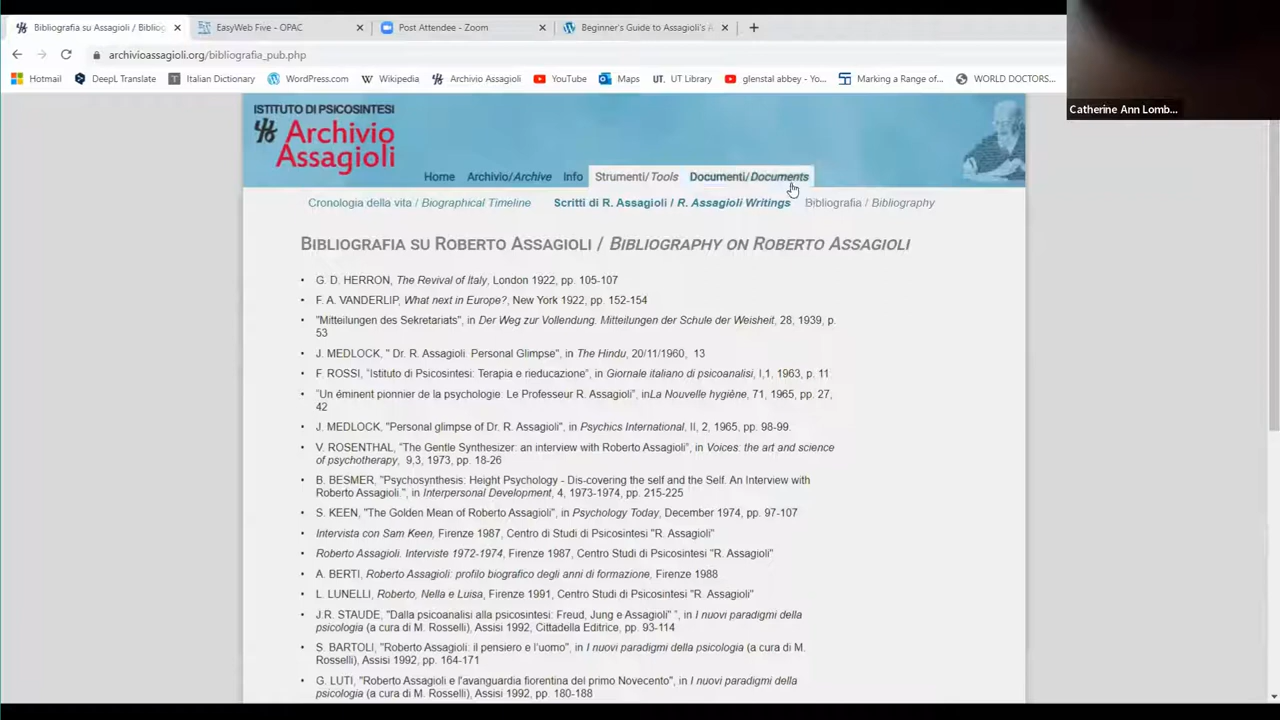 Bibliografia su Assagioli / Bibliog
EasyWeb Five - OPAC
Post Attendee - Zoom
Beginner's Guide to Assagioli's A
archivioassagioli.org/bibliografia_pub.php
Hotmail
DeepL Translate
Italian Dictionary
WordPress.com
Wikipedia
Archivio Assagioli
YouTube
Maps
UT Library
glenstal abbey - Yo...
Marking a Range of...
WORLD DOCTORS...
Catherine Ann Lomb...
ISTITUTO DI PSICOSINTESI
Archivio
Assagioli
Home Archivio/Archive Info Strumenti/Tools Documenti/Documents
Cronologia della vita / Biographical Timeline Scritti di R. Assagioli / R. Assagioli Writings Bibliografia / Bibliography
BIBLIOGRAFIA SU ROBERTO ASSAGIOLI / BIBLIOGRAPHY ON ROBERTO ASSAGIOLI
• G. D. HERRON, The Revival of Italy, London 1922, pp. 105-107
• F. A. VANDERLIP, What next in Europe?, New York 1922, pp. 152-154
• "Mitteilungen des Sekretariats", in Der Weg zur Vollendung. Mitteilungen der Schule der Weisheit, 28, 1939, p.
53
• J. MEDLOCK, " Dr. R. Assagioli: Personal Glimpse", in The Hindu, 20/11/1960, 13
• F. ROSSI, "Istituto di Psicosintesi: Terapia e rieducazione", in Giornale italiano di psicoanalisi, I,1, 1963, p. 11
• "Un éminent pionnier de la psychologie: Le Professeur R. Assagioli", inLa Nouvelle hygiène, 71, 1965, pp. 27,
42
• J. MEDLOCK, "Personal glimpse of Dr. R. Assagioli", in Psychics International, II, 2, 1965, pp. 98-99.
• V. ROSENTHAL, "The Gentle Synthesizer: an interview with Roberto Assagioli", in Voices: the art and science
of psychotherapy, 9,3, 1973, pp. 18-26
• B. BESMER, "Psychosynthesis: Height Psychology - Dis-covering the self and the Self. An Interview with
Roberto Assagioli.", in Interpersonal Development, 4, 1973-1974, pp. 215-225
• S. KEEN, "The Golden Mean of Roberto Assagioli", in Psychology Today, December 1974, pp. 97-107
• Intervista con Sam Keen, Firenze 1987, Centro di Studi di Psicosintesi "R. Assagioli"
• Roberto Assagioli. Interviste 1972-1974, Firenze 1987, Centro Studi di Psicosintesi "R. Assagioli"
• A. BERTI, Roberto Assagioli: profilo biografico degli anni di formazione, Firenze 1988
• L. LUNELLI, Roberto, Nella e Luisa, Firenze 1991, Centro Studi di Psicosintesi "R. Assagioli"
• J.R. STAUDE, "Dalla psicoanalisi alla psicosintesi: Freud, Jung e Assagioli" ", in I nuovi paradigmi della
psicologia (a cura di M. Rosselli), Assisi 1992, Cittadella Editrice, pp. 93-114
• S. BARTOLI, "Roberto Assagioli: il pensiero e l'uomo", in I nuovi paradigmi della psicologia (a cura di M.
Rosselli), Assisi 1992, pp. 164-171
• G. LUTI, "Roberto Assagioli e l'avanguardia fiorentina del primo Novecento", in I nuovi paradigmi della
psicologia (a cura di M. Rosselli), Assisi 1992, pp. 180-188